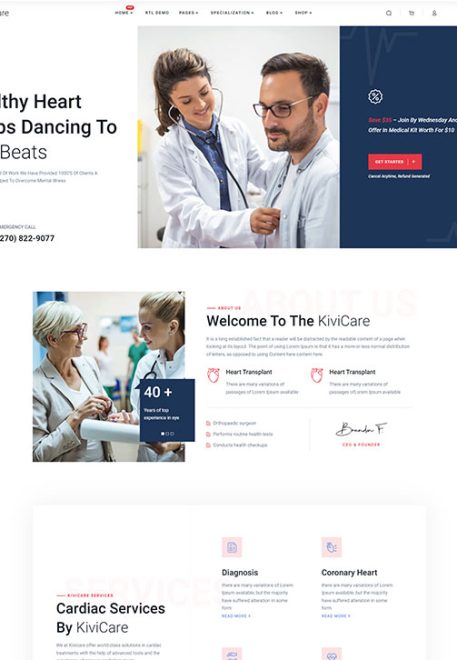 are
HOME +
HOT
RTL DEMO
PAGES +
SPECIALIZATION +
BLOG +
SHOP +
lthy Heart
ps Dancing To
Beats
Of Work We Have Provided 1000'S Of Clients A
ped To Overcome Mental Illness
MERGENCY CALL
270) 822-9077
Save $35 – Join By Wednesday And
Offer In Medical Kit Worth For $10
GET STARTED
Cancel Anytime, Refund Generated
ABOUT US
ABOUT US
Welcome To The KiviCare
It is a long established fact that a reader will be distracted by the readable content of a page when
looking at its layout. The point of using Lorem Ipsum is that it has a more-or-less normal distribution
of letters, as opposed to using Content here content here.
40 +
Years of top
experience in eye
Heart Transplant
There are many variations of
passages of Lorem Ipsum available
Heart Transplant
There are many variations of
passages of Lorem Ipsum available
Orthopaedic surgeon
Performs routine health tests
Conducts health checkups
Brandon F
CEO & FOUNDER
SERVICES
KIVICARE SERVICES
Cardiac Services
By KiviCare
We at Kivicare offer world-class solutions in cardiac
treatments with the help of advanced tools and the
Diagnosis
there are many variations of Lorem
Ipsum available, but the majority
have suffered alteration in some
form
READ MORE +
Coronary Heart
there are many variations of Lorem
Ipsum available, but the majority
have suffered alteration in some
form.
READ MORE +